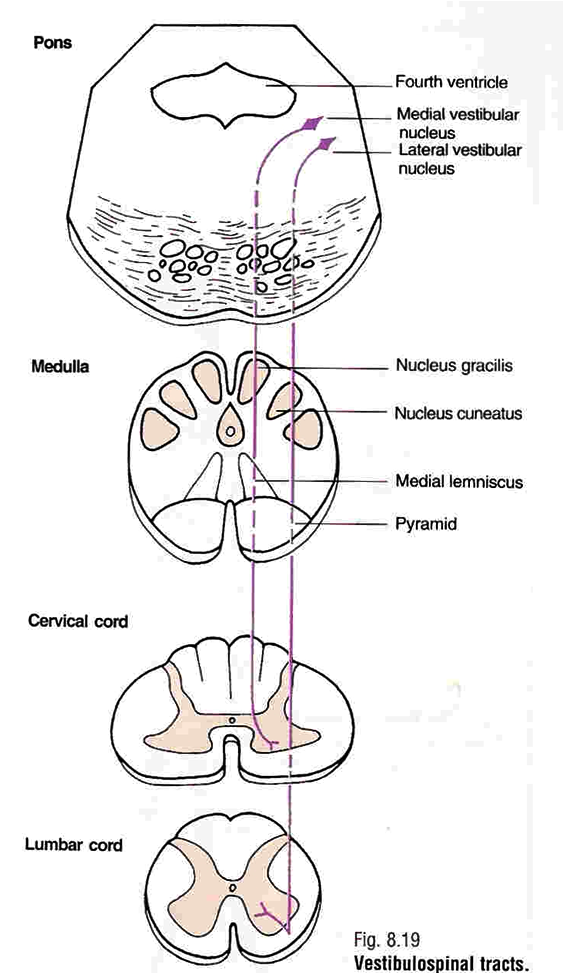 Pons
Fourth ventricle
Medial vestibular
nucleus
Lateral vestibular
nucleus
Medulla
Nucleus gracilis
Nucleus cuneatus
Medial lemniscus
Pyramid
Cervical cord
Lumbar cord
Fig. 8.19
Vestibulospinal tracts.